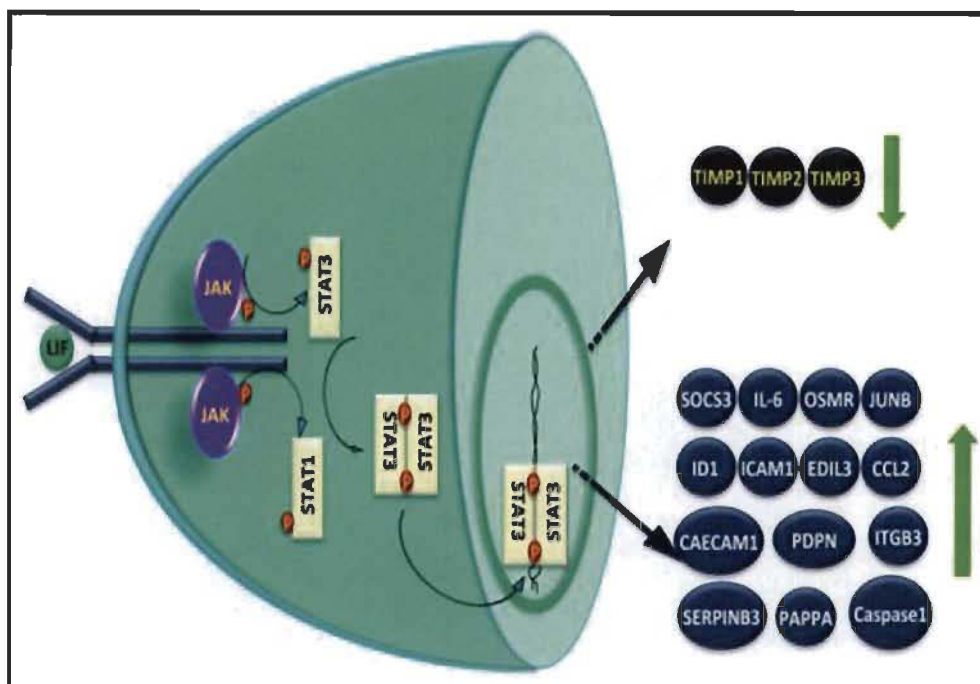 TIMP1 TIMP2 TIMP3
LIF
JAK
P
P
STAT3
JAK
P
P
STAT1
P
P
STAT3
STAT3
P
P
STAT3
STAT3
SOCS3 IL-6 OSMR JUNB
ID1 ICAM1 EDIL3 CCL2
CAECAM1 PDPN ITGB3
SERPINB3 PAPPA Caspase1